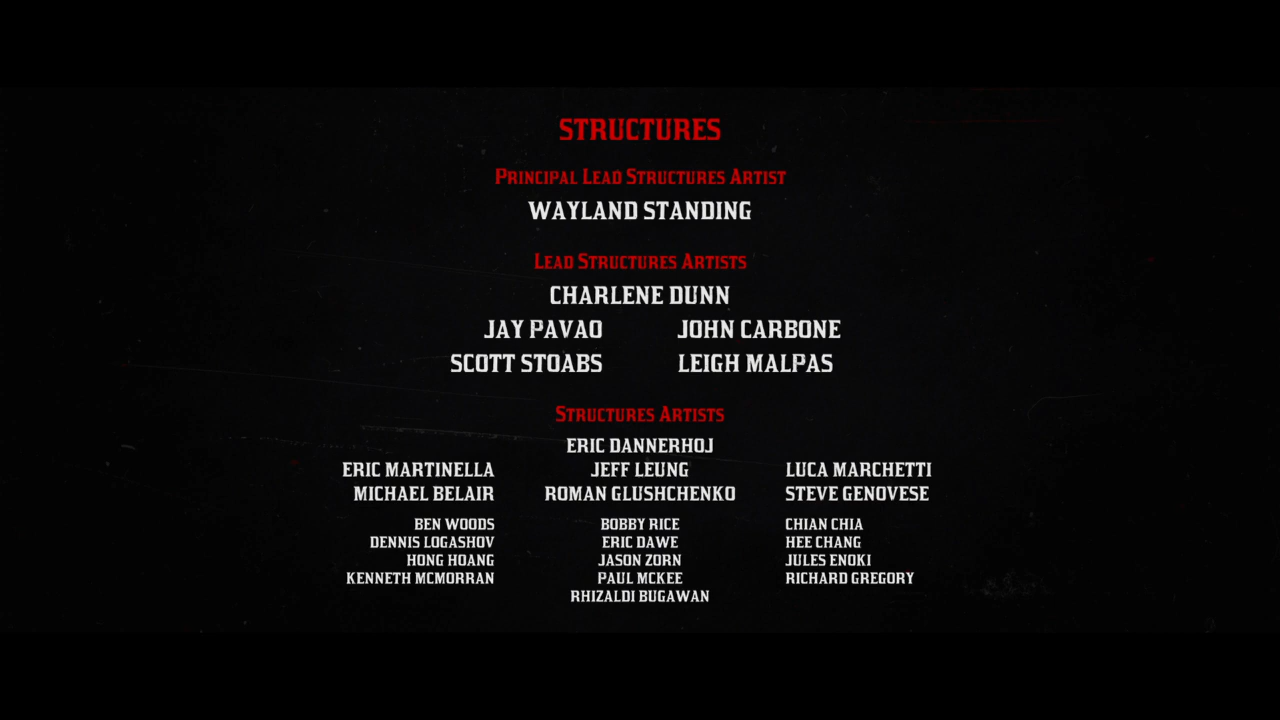 STRUCTURES
PRINCIPAL LEAD STRUCTURES ARTIST
WAYLAND STANDING
LEAD STRUCTURES ARTISTS
CHARLENE DUNN
JAY PAVAO JOHN CARBONE
SCOTT STOABS LEIGH MALPAS
STRUCTURES ARTISTS
ERIC DANNERHOJ
ERIC MARTINELLA JEFF LEUNG LUCA MARCHETTI
MICHAEL BELAIR ROMAN GLUSHCHENKO STEVE GENOVESE
BEN WOODS BOBBY RICE CHIAN CHIA
DENNIS LOGASHOV ERIC DAWE HEE CHANG
HONG HOANG JASON ZORN JULES ENOKI
KENNETH MCMORRAN PAUL MCKEE RICHARD GREGORY
RHIZALDI BUGAWAN